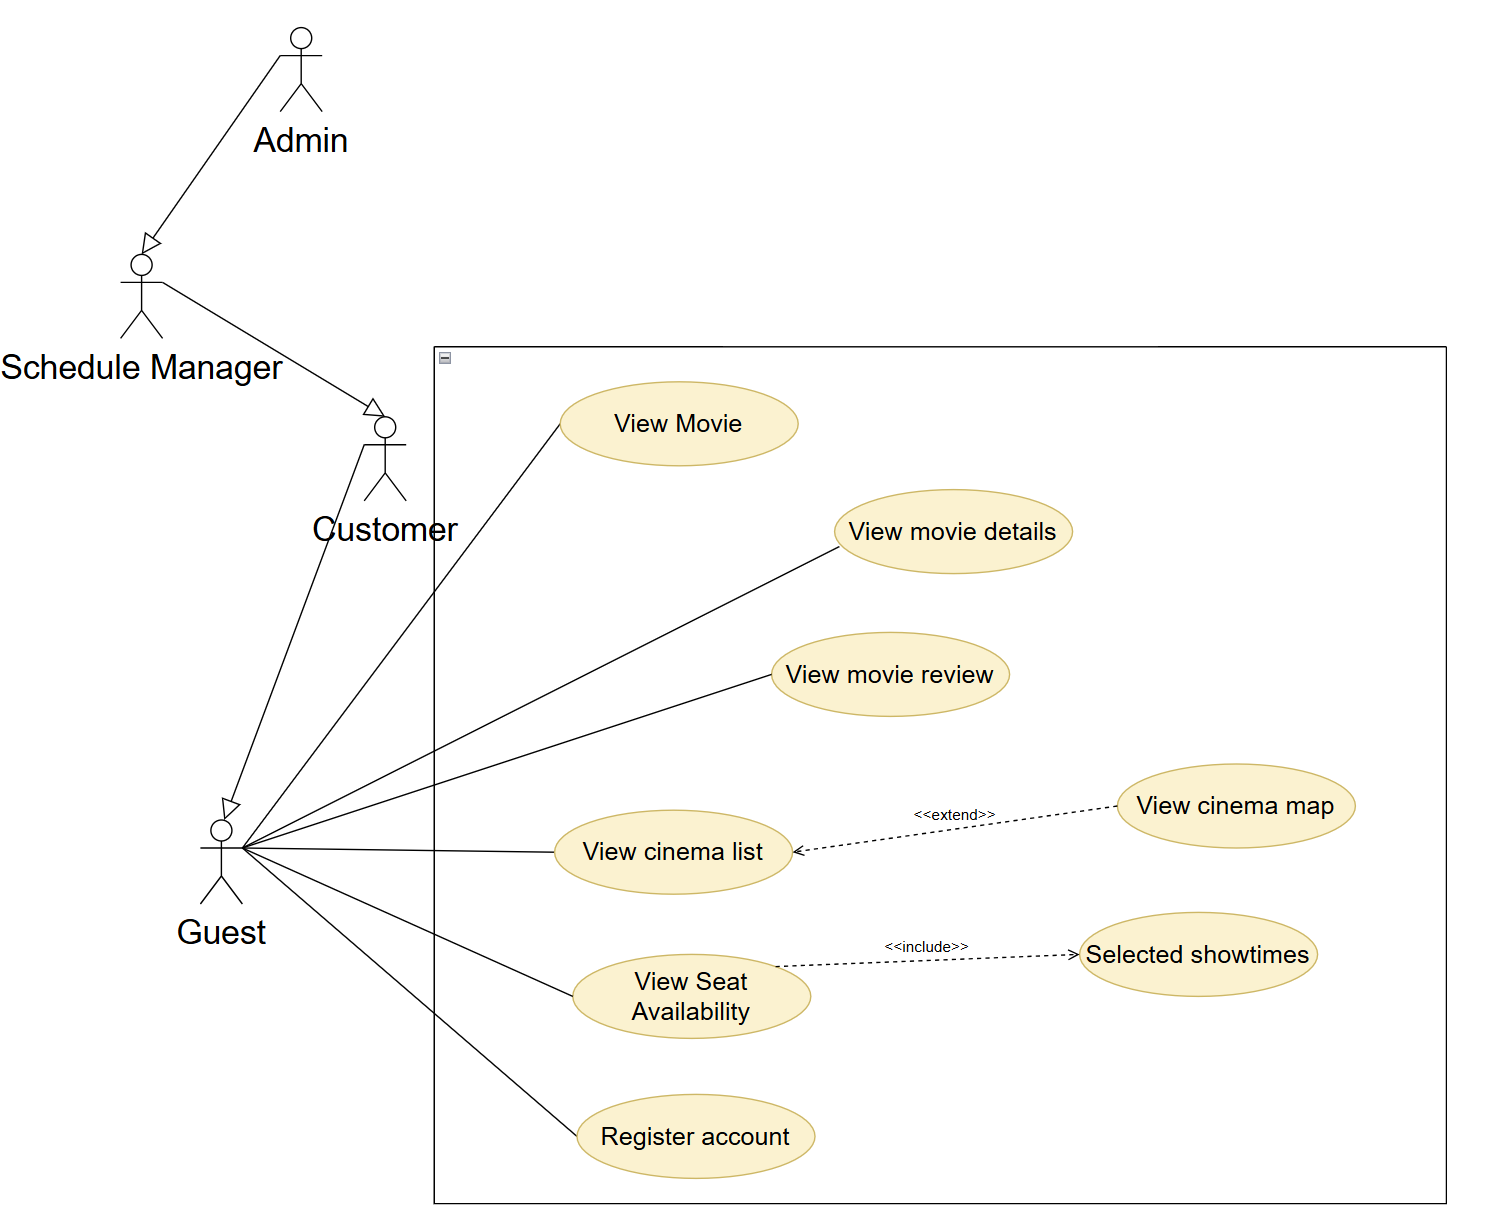 Admin
Schedule Manager
Customer
View Movie
View movie details
View movie review
<<extend>>
View cinema map
View cinema list
Guest
<<include>>
Selected showtimes
View Seat
Availability
Register account